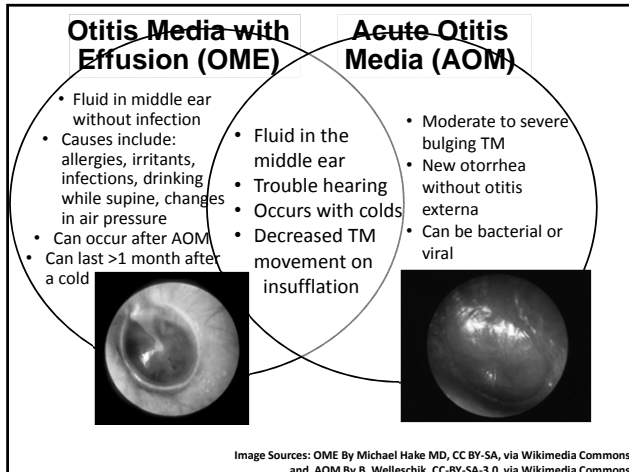 Otitis Media with
Effusion (OME)
Acute Otitis
Media (AOM)
• Fluid in middle ear
without infection
• Causes include:
allergies, irritants,
infections, drinking
while supine, changes
in air pressure
• Can occur after AOM
• Can last >1 month after
a cold
• Fluid in the
middle ear
• Trouble hearing
• Occurs with colds
• Decreased TM
movement on
insufflation
• Moderate to severe
bulging TM
• New otorrhea
without otitis
externa
• Can be bacterial or
viral
Image Sources: OME By Michael Hake MD, CC BY-SA, via Wikimedia Commons
and AOM By B. Welleschik, CC-BY-SA-3.0, via Wikimedia Commons